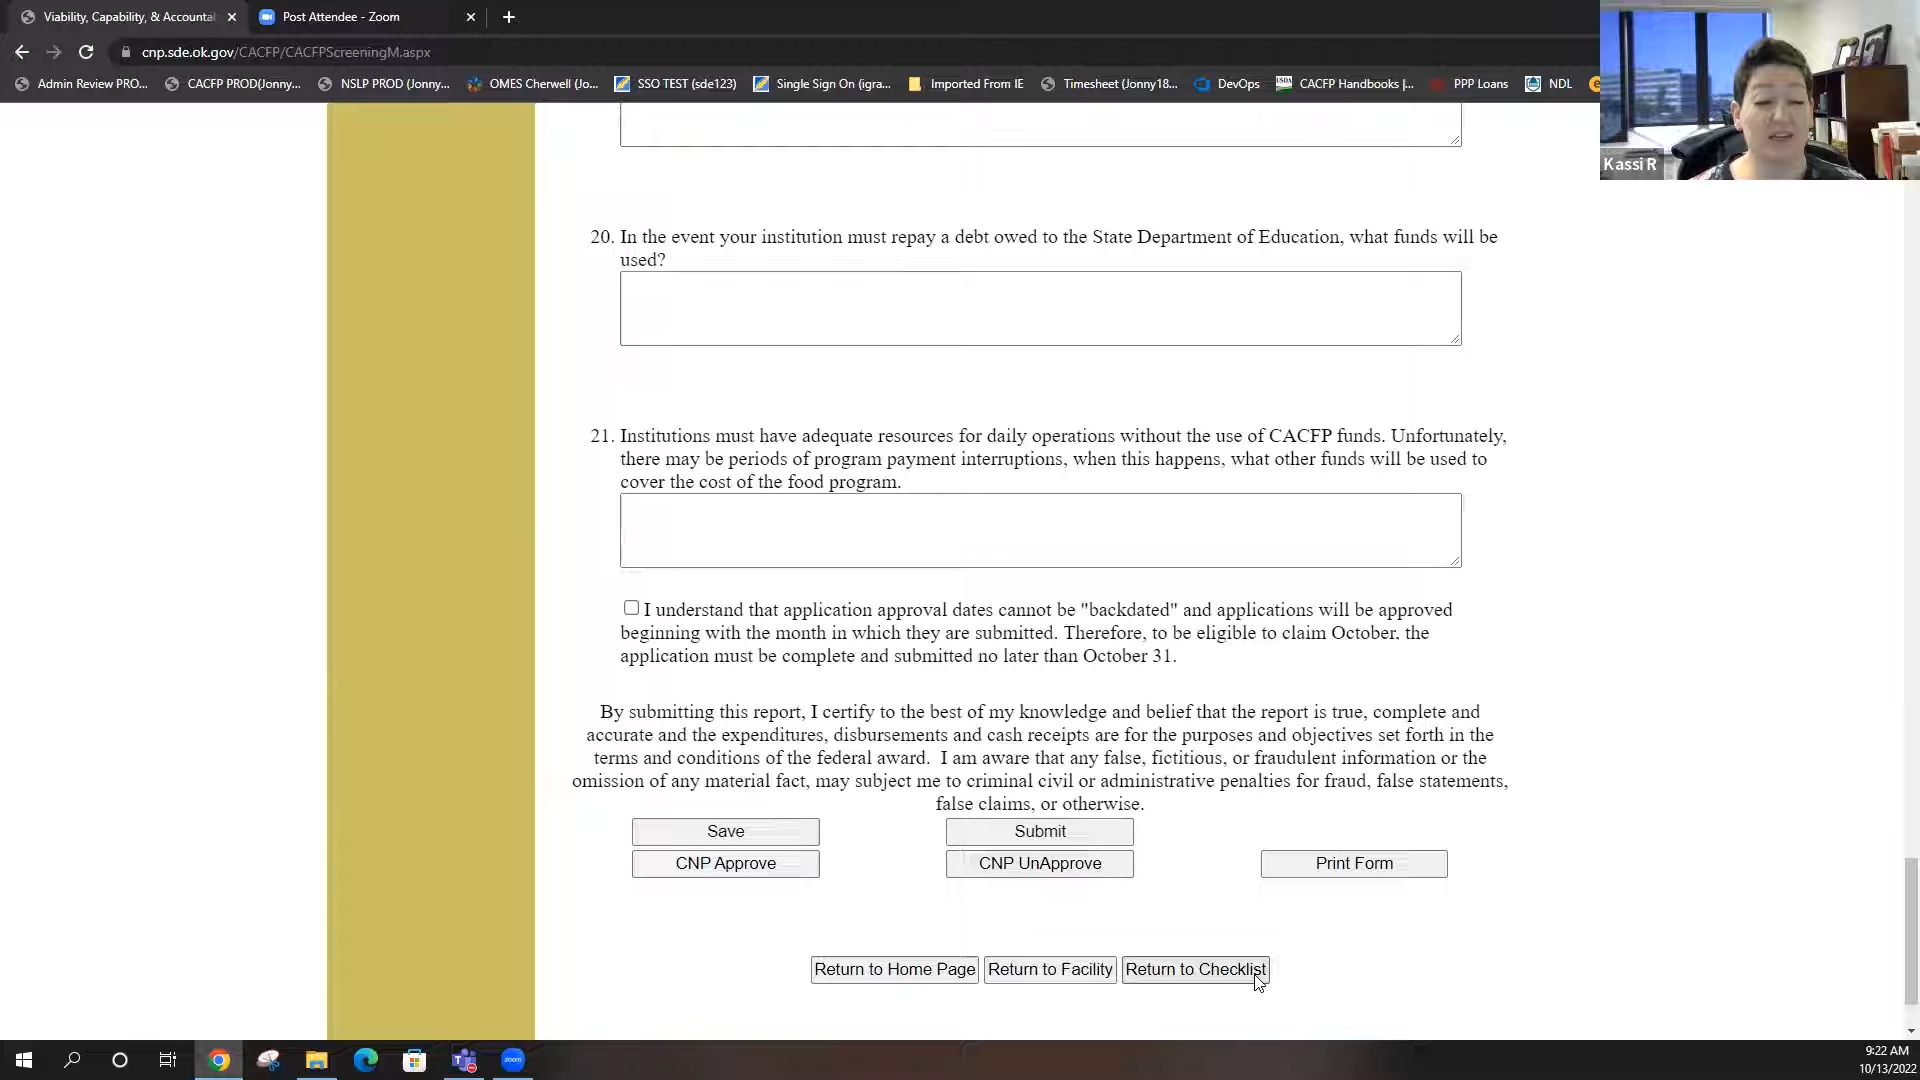 Viability, Capability, & Accountal
Post Attendee - Zoom
cnp.sde.ok.gov/CACFP/CACFPScreeningM.aspx
Admin Review PRO...
CACFP PROD(Jonny...
NSLP PROD (Jonny...
OMES Cherwell (Jo...
SSO TEST (sde123)
Single Sign On (igra...
Imported From IE
Timesheet (Jonny18...
DevOps
CACFP Handbooks |...
PPP Loans
NDL
Kassi R
20. In the event your institution must repay a debt owed to the State Department of Education, what funds will be
used?
21. Institutions must have adequate resources for daily operations without the use of CACFP funds. Unfortunately,
there may be periods of program payment interruptions, when this happens, what other funds will be used to
cover the cost of the food program.
I understand that application approval dates cannot be "backdated" and applications will be approved
beginning with the month in which they are submitted. Therefore, to be eligible to claim October, the
application must be complete and submitted no later than October 31.
By submitting this report, I certify to the best of my knowledge and belief that the report is true, complete and
accurate and the expenditures, disbursements and cash receipts are for the purposes and objectives set forth in the
terms and conditions of the federal award. I am aware that any false, fictitious, or fraudulent information or the
omission of any material fact, may subject me to criminal civil or administrative penalties for fraud, false statements,
false claims, or otherwise.
Save
Submit
CNP Approve
CNP UnApprove
Print Form
Return to Home Page
Return to Facility
Return to Checklist
zoom
9:22 AM
10/13/2022